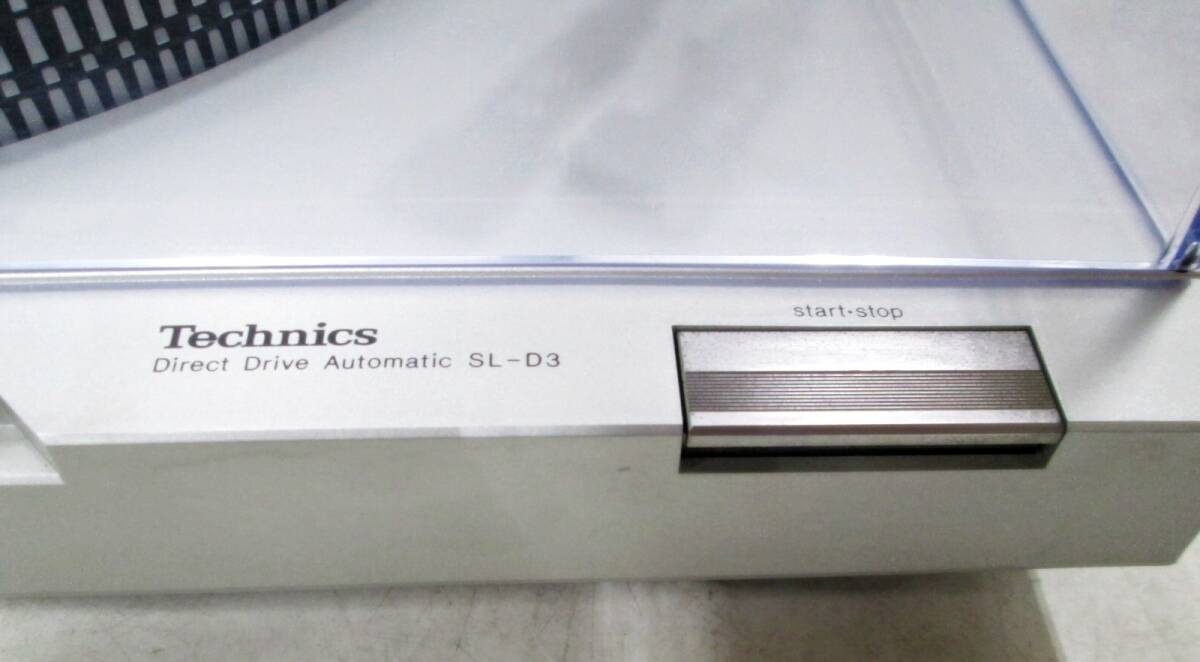 Technics
Direct Drive Automatic SL-D3
start•stop